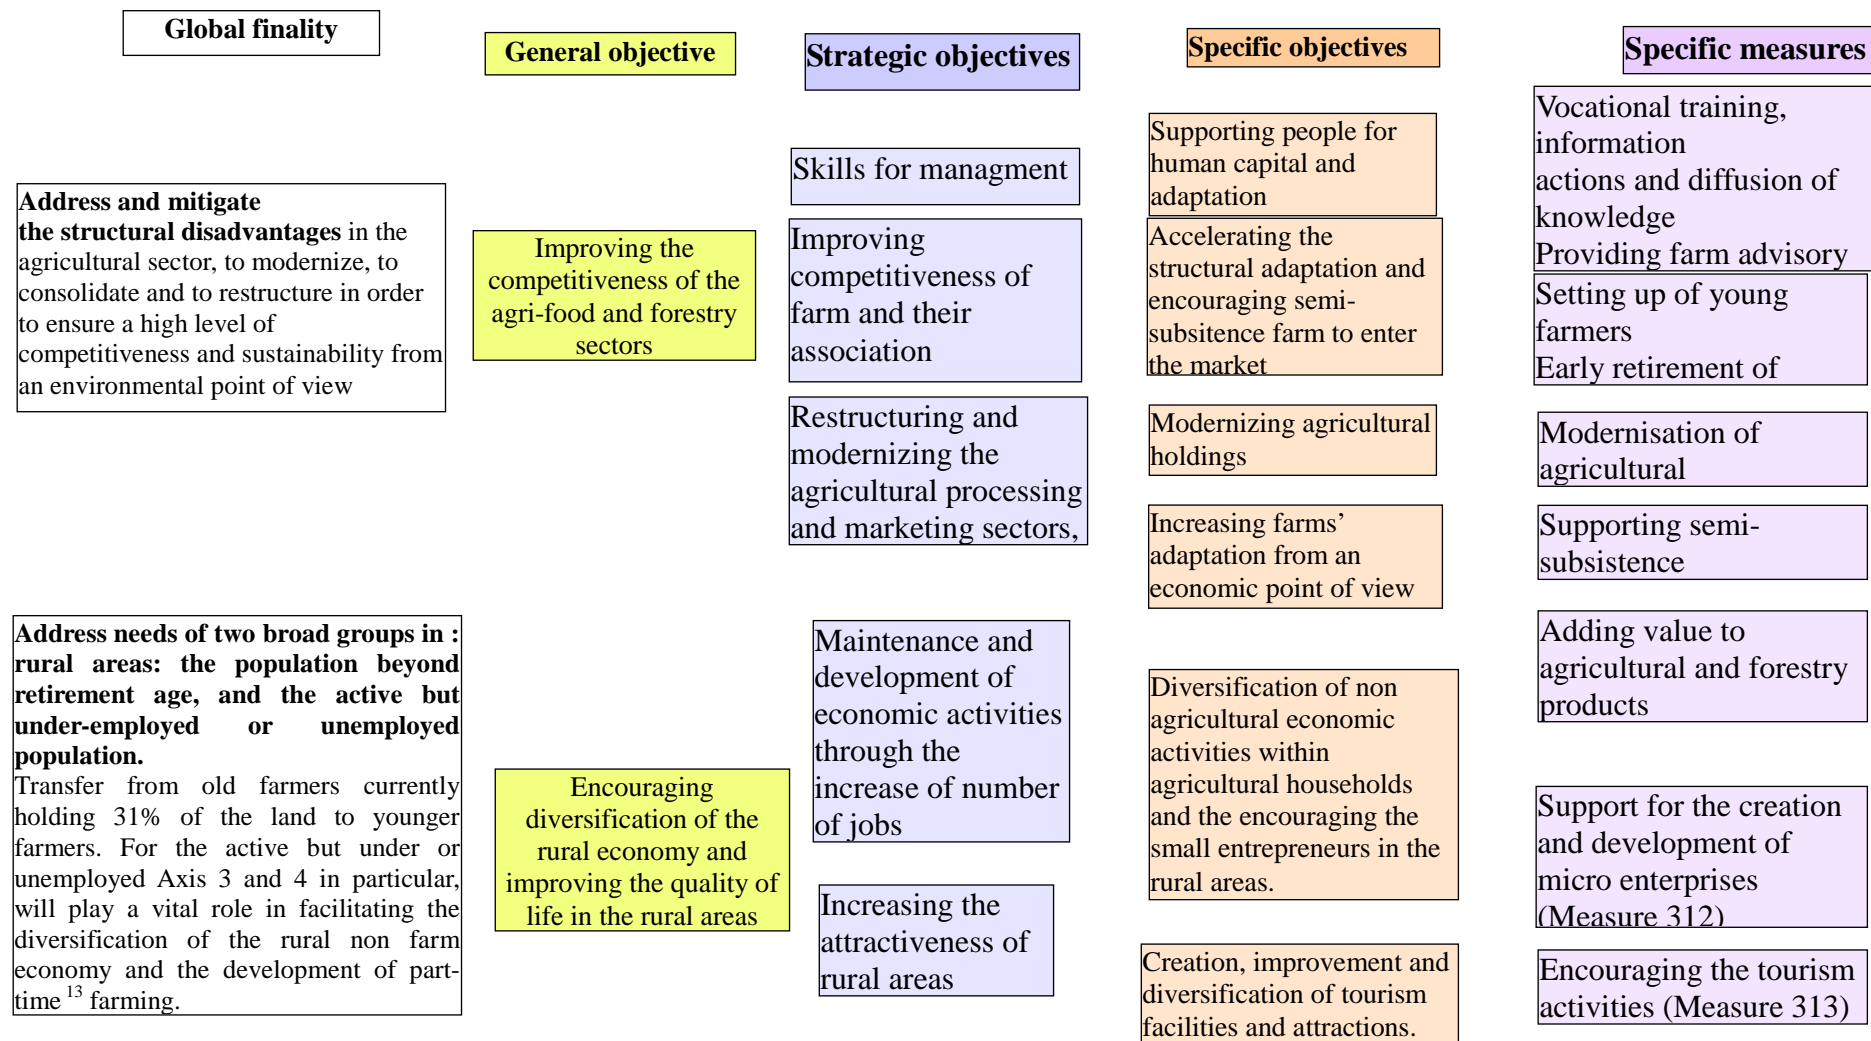 Global finality
General objective
Strategic objectives
Specific objectives
Specific measures
Address and mitigate
the structural disadvantages in the
agricultural sector, to modernize, to
consolidate and to restructure in order
to ensure a high level of
competitiveness and sustainability from
an environmental point of view
Improving the
competitiveness of the
agri-food and forestry
sectors
Skills for managment
Improving
competitiveness of
farm and their
association
Restructuring and
modernizing the
agricultural processing
and marketing sectors,
Supporting people for
human capital and
adaptation
Accelerating the
structural adaptation and
encouraging semi-
subsitence farm to enter
the market
Modernizing agricultural
holdings
Increasing farms’
adaptation from an
economic point of view
Vocational training,
information
actions and diffusion of
knowledge
Providing farm advisory
Setting up of young
farmers
Early retirement of
Modernisation of
agricultural
Supporting semi-
subsistence
Adding value to
agricultural and forestry
products
Address needs of two broad groups in :
rural areas: the population beyond
retirement age, and the active but
under-employed or unemployed
population.
Transfer from old farmers currently
holding 31% of the land to younger
farmers. For the active but under or
unemployed Axis 3 and 4 in particular,
will play a vital role in facilitating the
diversification of the rural non farm
economy and the development of part-
time 13 farming.
Encouraging
diversification of the
rural economy and
improving the quality of
life in the rural areas
Maintenance and
development of
economic activities
through the
increase of number
of jobs
Increasing the
attractiveness of
rural areas
Diversification of non
agricultural economic
activities within
agricultural households
and the encouraging the
small entrepreneurs in the
rural areas.
Creation, improvement and
diversification of tourism
facilities and attractions.
Support for the creation
and development of
micro enterprises
(Measure 312)
Encouraging the tourism
activities (Measure 313)